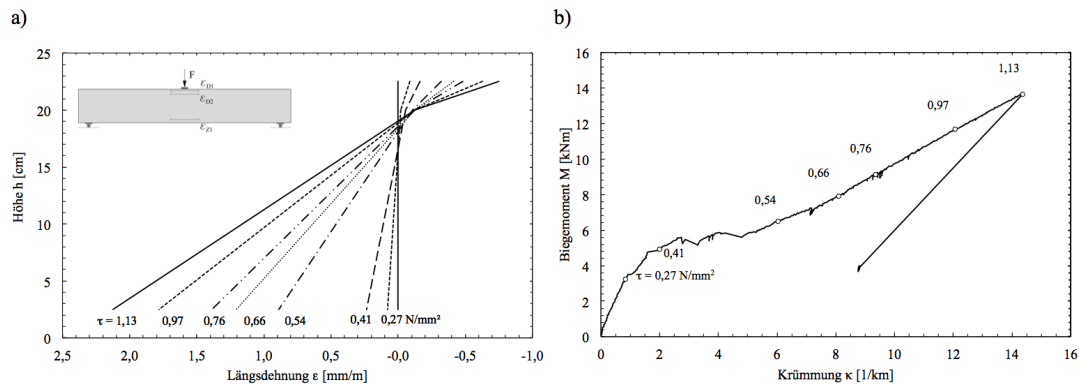 a)
25
20
15
10
5
0
Höhe h [cm]
F
ε D1
ε D2
ε Z1
τ = 1,13 0,97 0,76 0,66 0,54 0,41 0,27 N/mm²
2,5 2,0 1,5 1,0 0,5 -0,0 -0,5 -1,0
Längsdehnung ε [mm/m]
b)
16
14
12
10
8
6
4
2
0
Biegemoment M [kNm]
1,13
0,97
0,76
0,66
0,54
0,41
τ = 0,27 N/mm²
0 2 4 6 8 10 12 14 16
Krümmung κ [1/km]